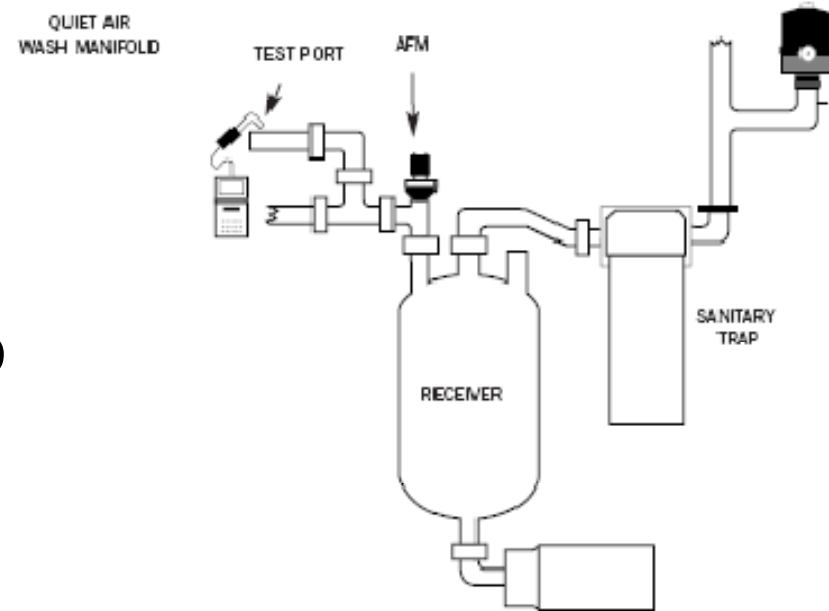 QUIET AIR
WASH MANIFOLD
TEST PORT
AFM
SANITARY
TRAP
RECEIVER